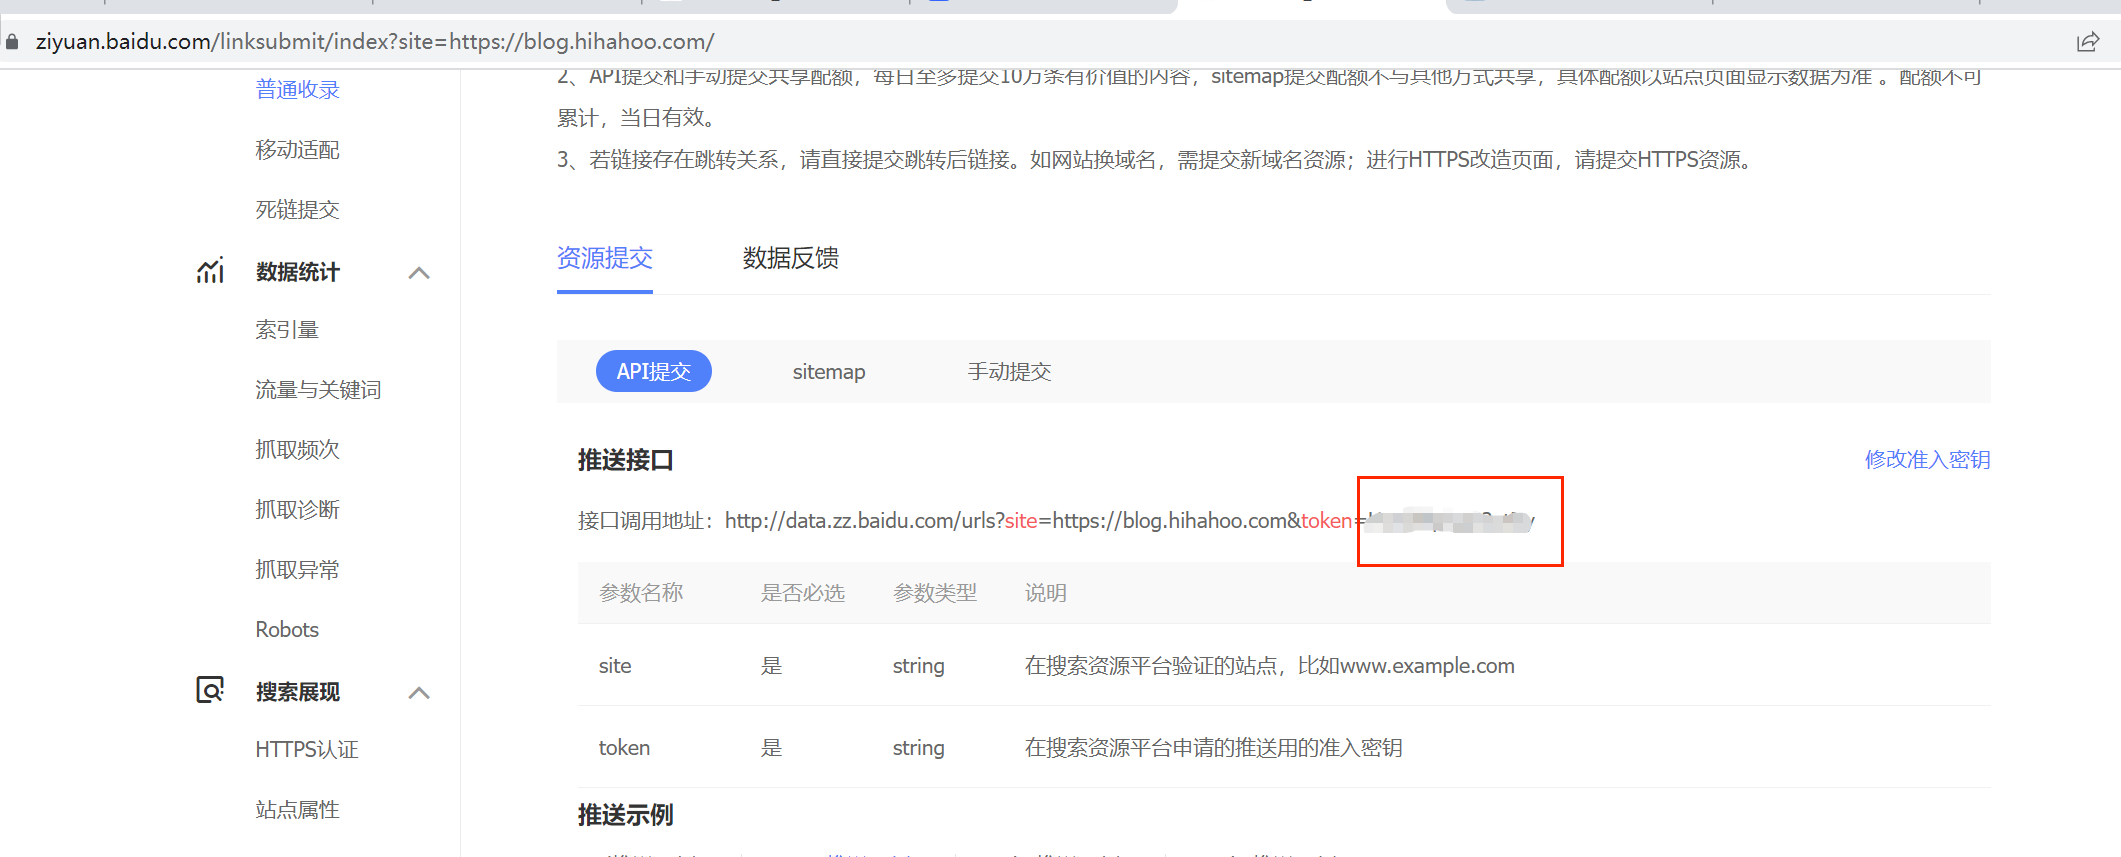 ziyuan.baidu.com/linksubmit/index?site=https://blog.hihahoo.com/
普通收录
移动适配
死链提交
数据统计
索引量
流量与关键词
抓取频次
抓取诊断
抓取异常
Robots
搜索展现
HTTPS认证
站点属性
2、API提交和手动提交共享配额，每日至多提交10万条有价值的内容，sitemap提交配额不与其他方式共享，具体配额以站点页面显示数据为准 。配额不可
累计，当日有效。
3、若链接存在跳转关系，请直接提交跳转后链接。如网站换域名，需提交新域名资源；进行HTTPS改造页面，请提交HTTPS资源。
资源提交 数据反馈
API提交 sitemap 手动提交
推送接口 修改准入密钥
接口调用地址：http://data.zz.baidu.com/urls?site=https://blog.hihahoo.com&token=
参数名称 是否必选 参数类型 说明
site 是 string 在搜索资源平台验证的站点，比如www.example.com
token 是 string 在搜索资源平台申请的推送用的准入密钥
推送示例